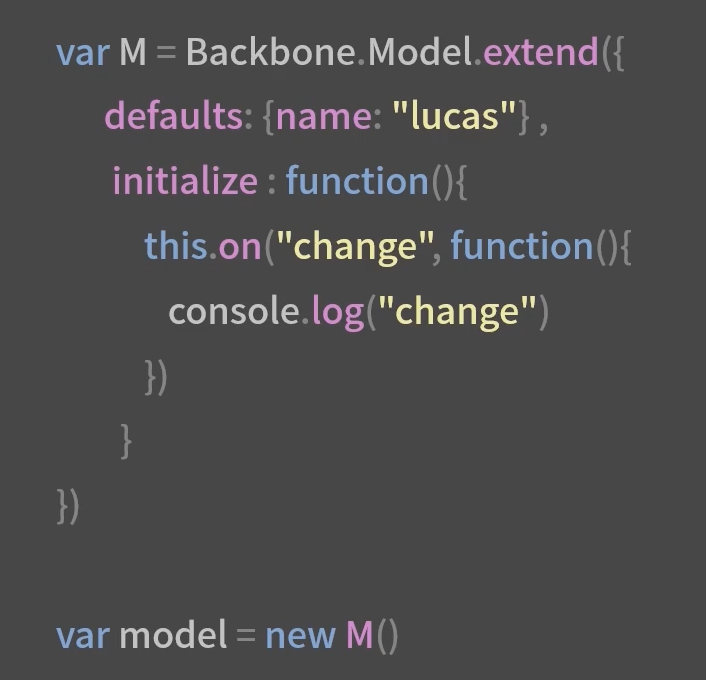 var M = Backbone.Model.extend({
defaults: {name: "lucas"} ,
initialize : function(){
this.on("change", function(){
console.log("change")
})
}
})
var model = new M()